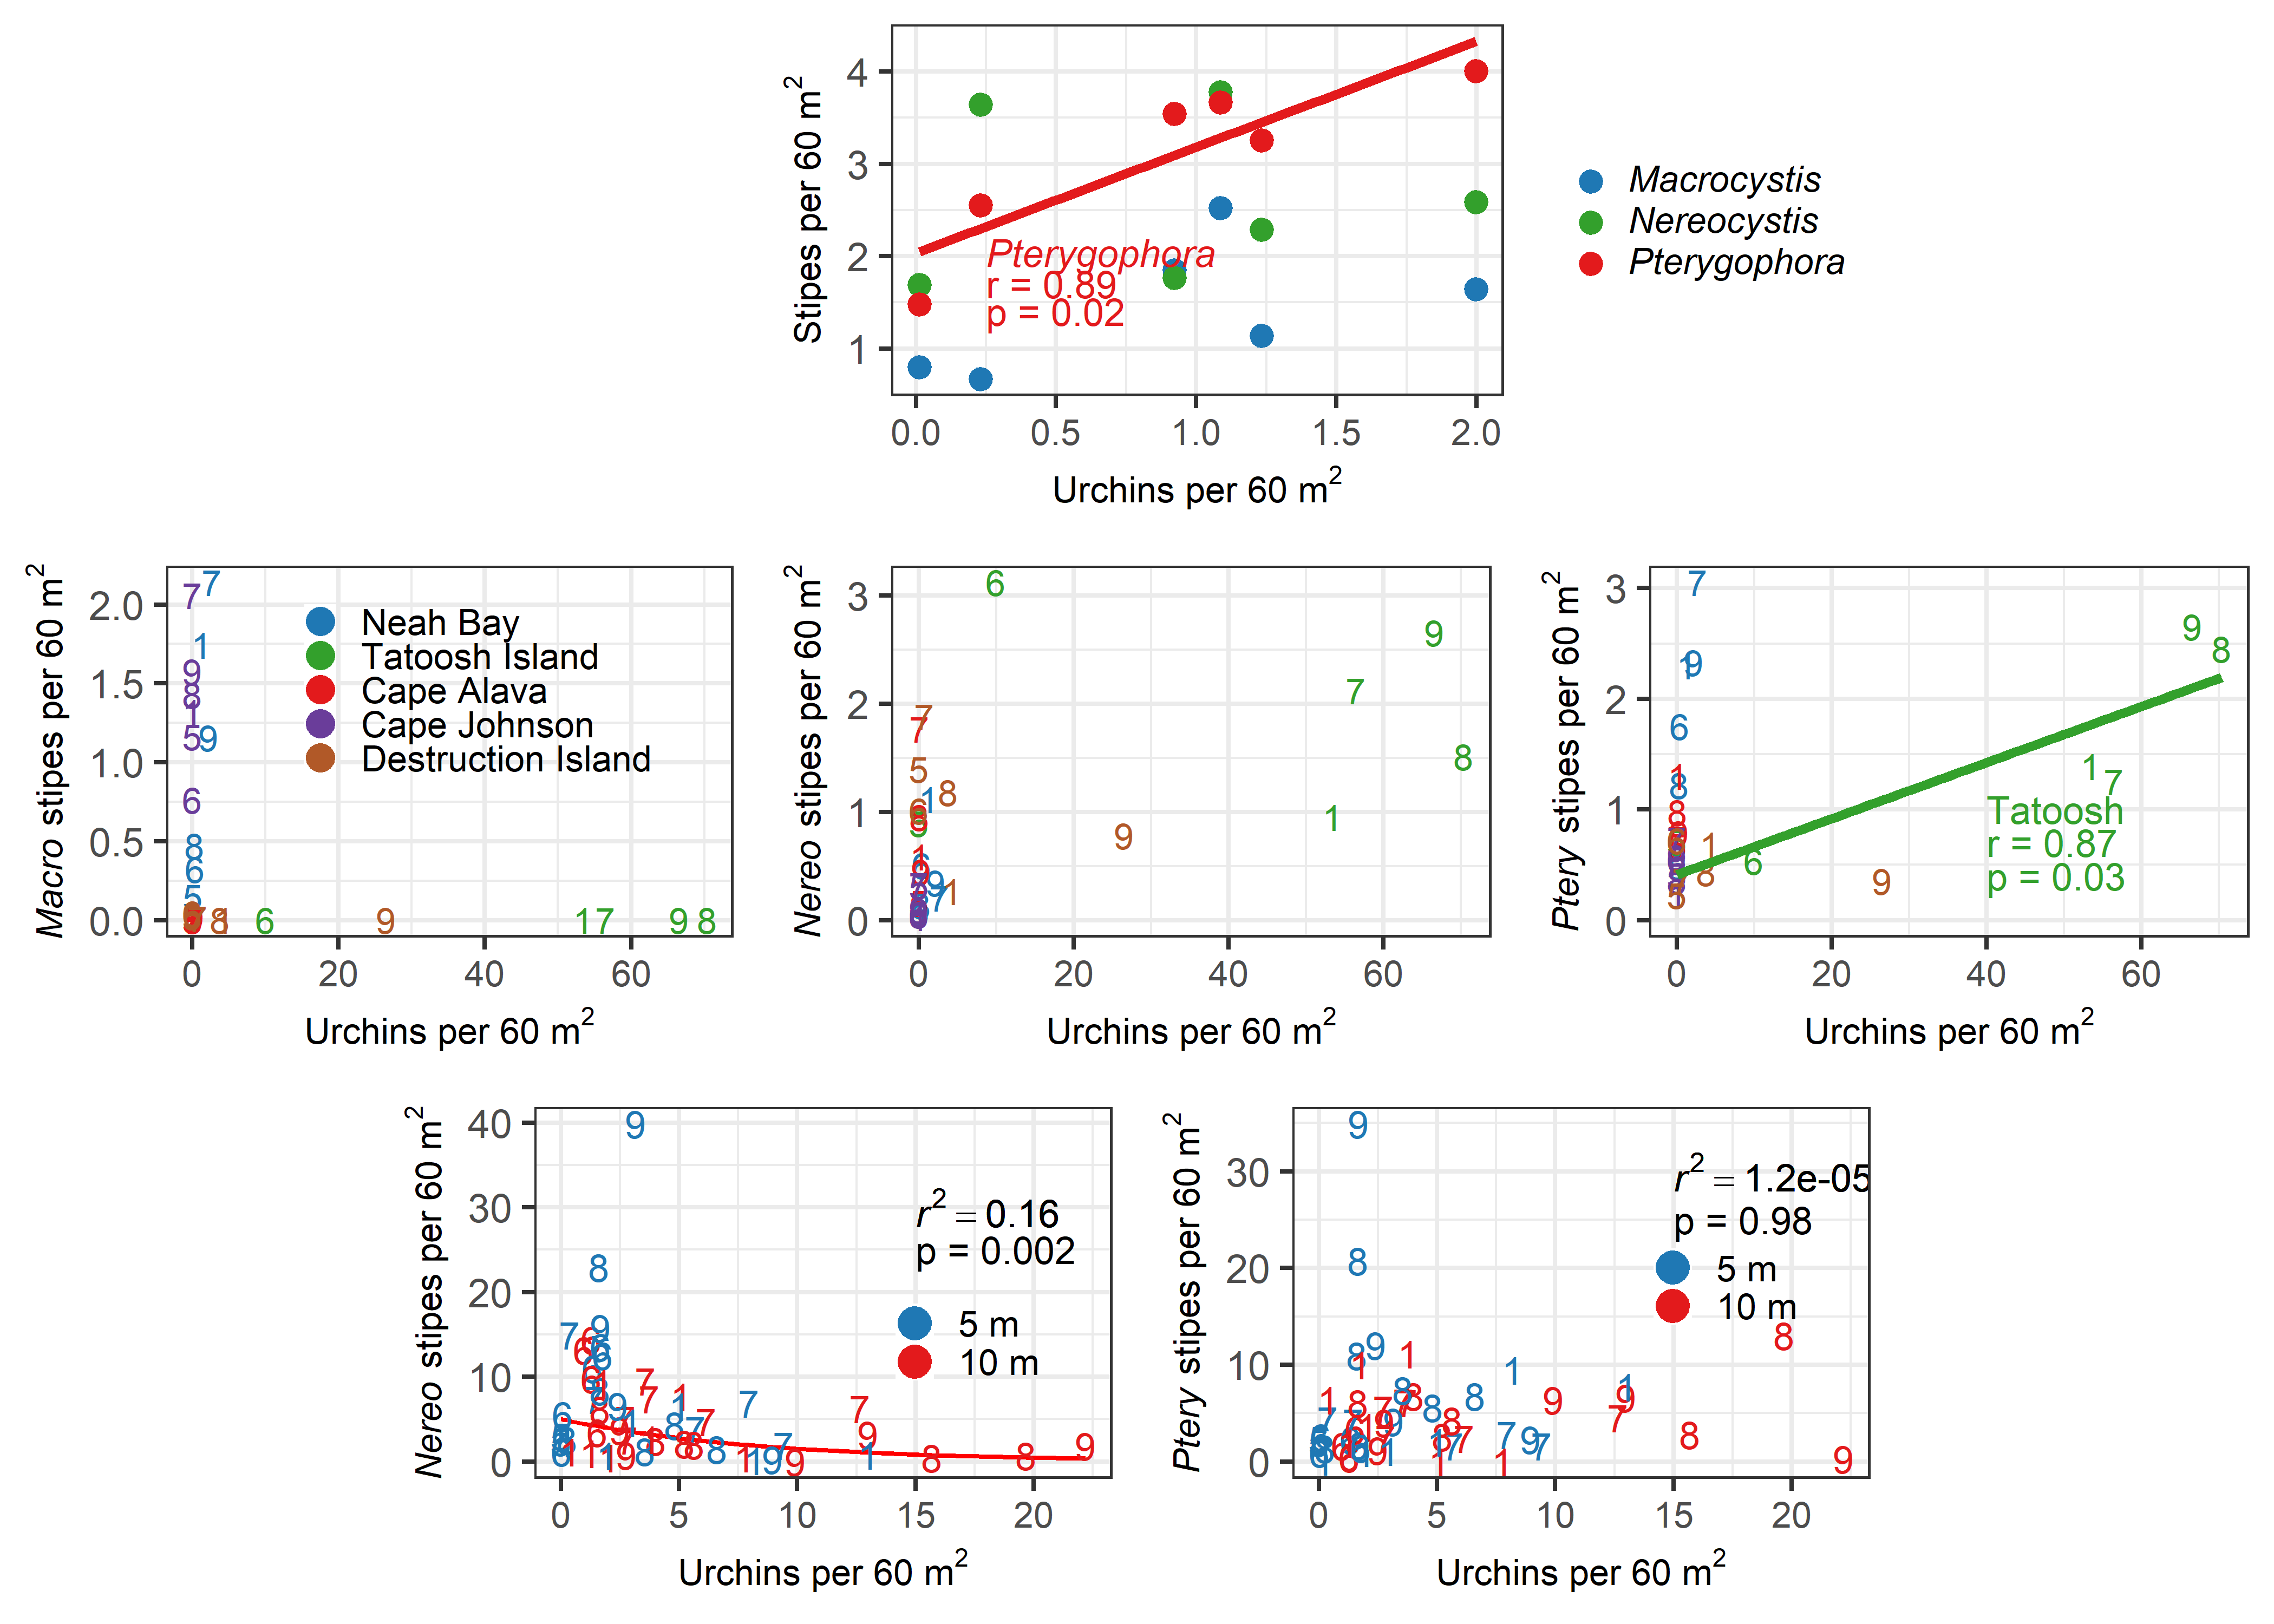 Stipes per 60 m²
4
3
2
1
Pterygophora
r = 0.89
p = 0.02
0.0 0.5 1.0 1.5 2.0
Urchins per 60 m²
Macrocystis
Nereocystis
Pterygophora
Macro stipes per 60 m²
2.0
1.5
1.0
0.5
0.0
Neah Bay
Tatoosh Island
Cape Alava
Cape Johnson
Destruction Island
0 20 40 60
Urchins per 60 m²
Nereo stipes per 60 m²
3
2
1
0
0 20 40 60
Urchins per 60 m²
Ptery stipes per 60 m²
3
2
1
0
Tatoosh
r = 0.87
p = 0.03
0 20 40 60
Urchins per 60 m²
Nereo stipes per 60 m²
40
30
20
10
0
r² = 0.16
p = 0.002
5 m
10 m
0 5 10 15 20
Urchins per 60 m²
Ptery stipes per 60 m²
30
20
10
0
r² = 1.2e-05
p = 0.98
5 m
10 m
0 5 10 15 20
Urchins per 60 m²